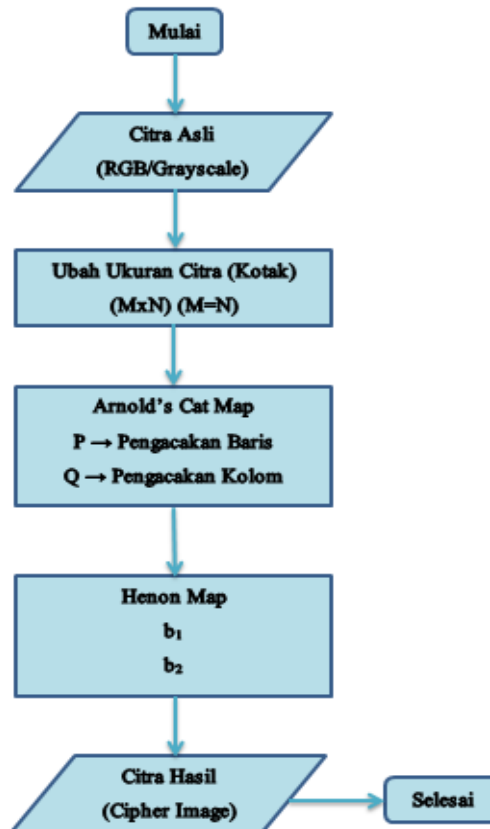 Mulai
Citra Asli
(RGB/Grayscale)
Ubah Ukuran Citra (Kotak)
(MxN) (M=N)
Arnold's Cat Map
P → Pengacakan Baris
Q → Pengacakan Kolom
Henon Map
b₁
b₂
Citra Hasil
(Cipher Image)
Selesai